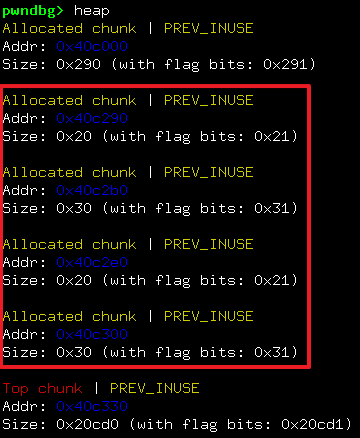 pwndbg> heap
Allocated chunk | PREV_INUSE
Addr: 0x40c000
Size: 0x290 (with flag bits: 0x291)
Allocated chunk | PREV_INUSE
Addr: 0x40c290
Size: 0x20 (with flag bits: 0x21)
Allocated chunk | PREV_INUSE
Addr: 0x40c2b0
Size: 0x30 (with flag bits: 0x31)
Allocated chunk | PREV_INUSE
Addr: 0x40c2e0
Size: 0x20 (with flag bits: 0x21)
Allocated chunk | PREV_INUSE
Addr: 0x40c300
Size: 0x30 (with flag bits: 0x31)
Top chunk | PREV_INUSE
Addr: 0x40c330
Size: 0x20cd0 (with flag bits: 0x20cd1)